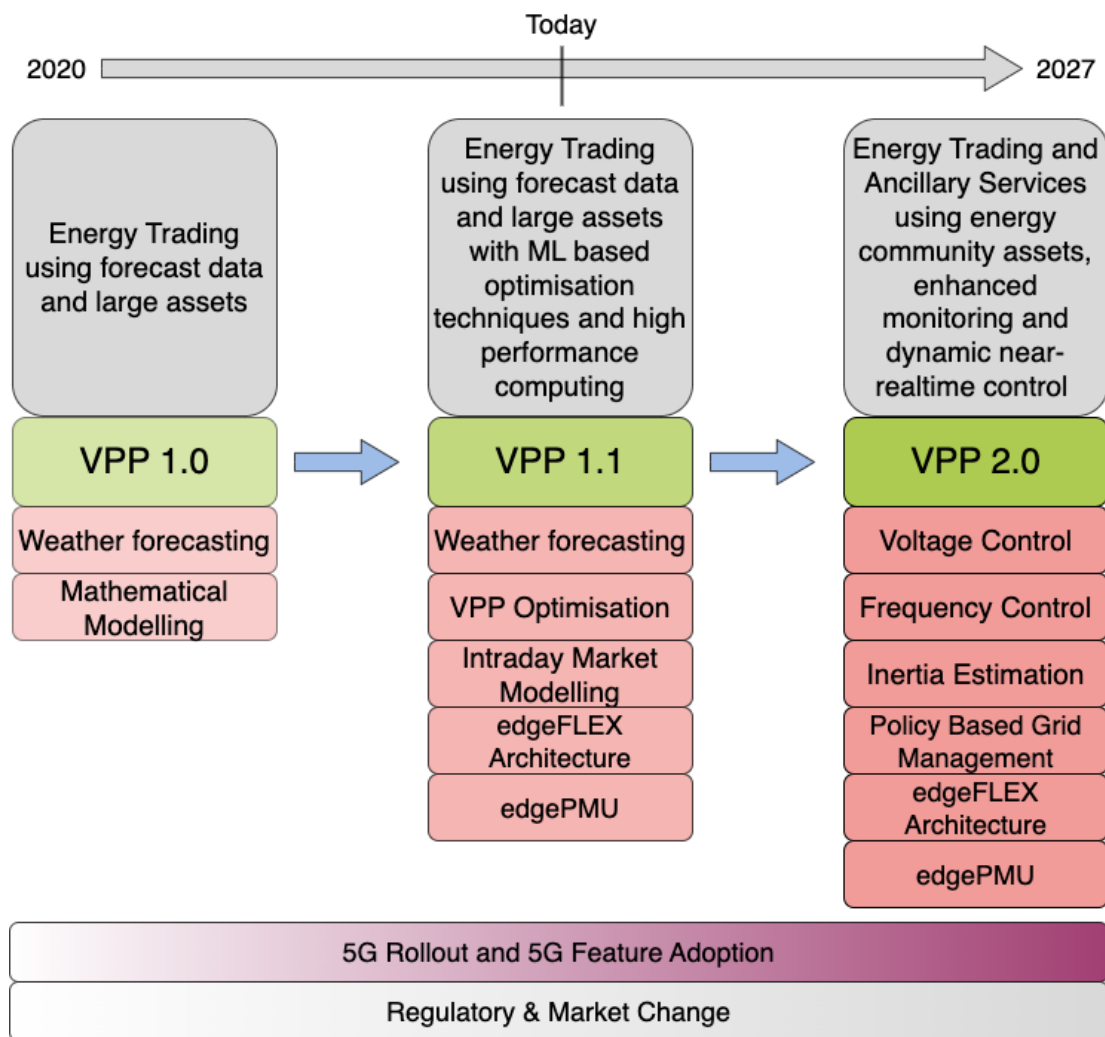 Today
2020
2027
Energy Trading
using forecast data
and large assets
Energy Trading
using forecast data
and large assets
with ML based
optimisation
techniques and high
performance
computing
Energy Trading and
Ancillary Services
using energy
community assets,
enhanced
monitoring and
dynamic near-
realtime control
VPP 1.0
VPP 1.1
VPP 2.0
Weather forecasting
Mathematical
Modelling
Weather forecasting
VPP Optimisation
Intraday Market
Modelling
edgeFLEX
Architecture
edgePMU
Voltage Control
Frequency Control
Inertia Estimation
Policy Based Grid
Management
edgeFLEX
Architecture
edgePMU
5G Rollout and 5G Feature Adoption
Regulatory & Market Change